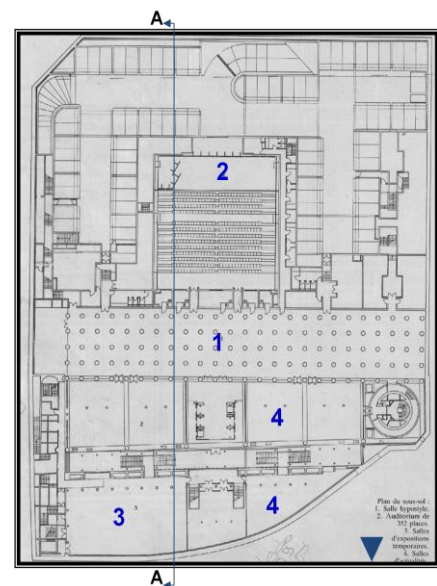 A
2
1
4
3
4
Plan du sous-sol :
1. Salle hypostyle.
2. Auditorium de
352 places.
3. Salles
d'expositions
temporaires.
4. Salles
d'actualités.
A